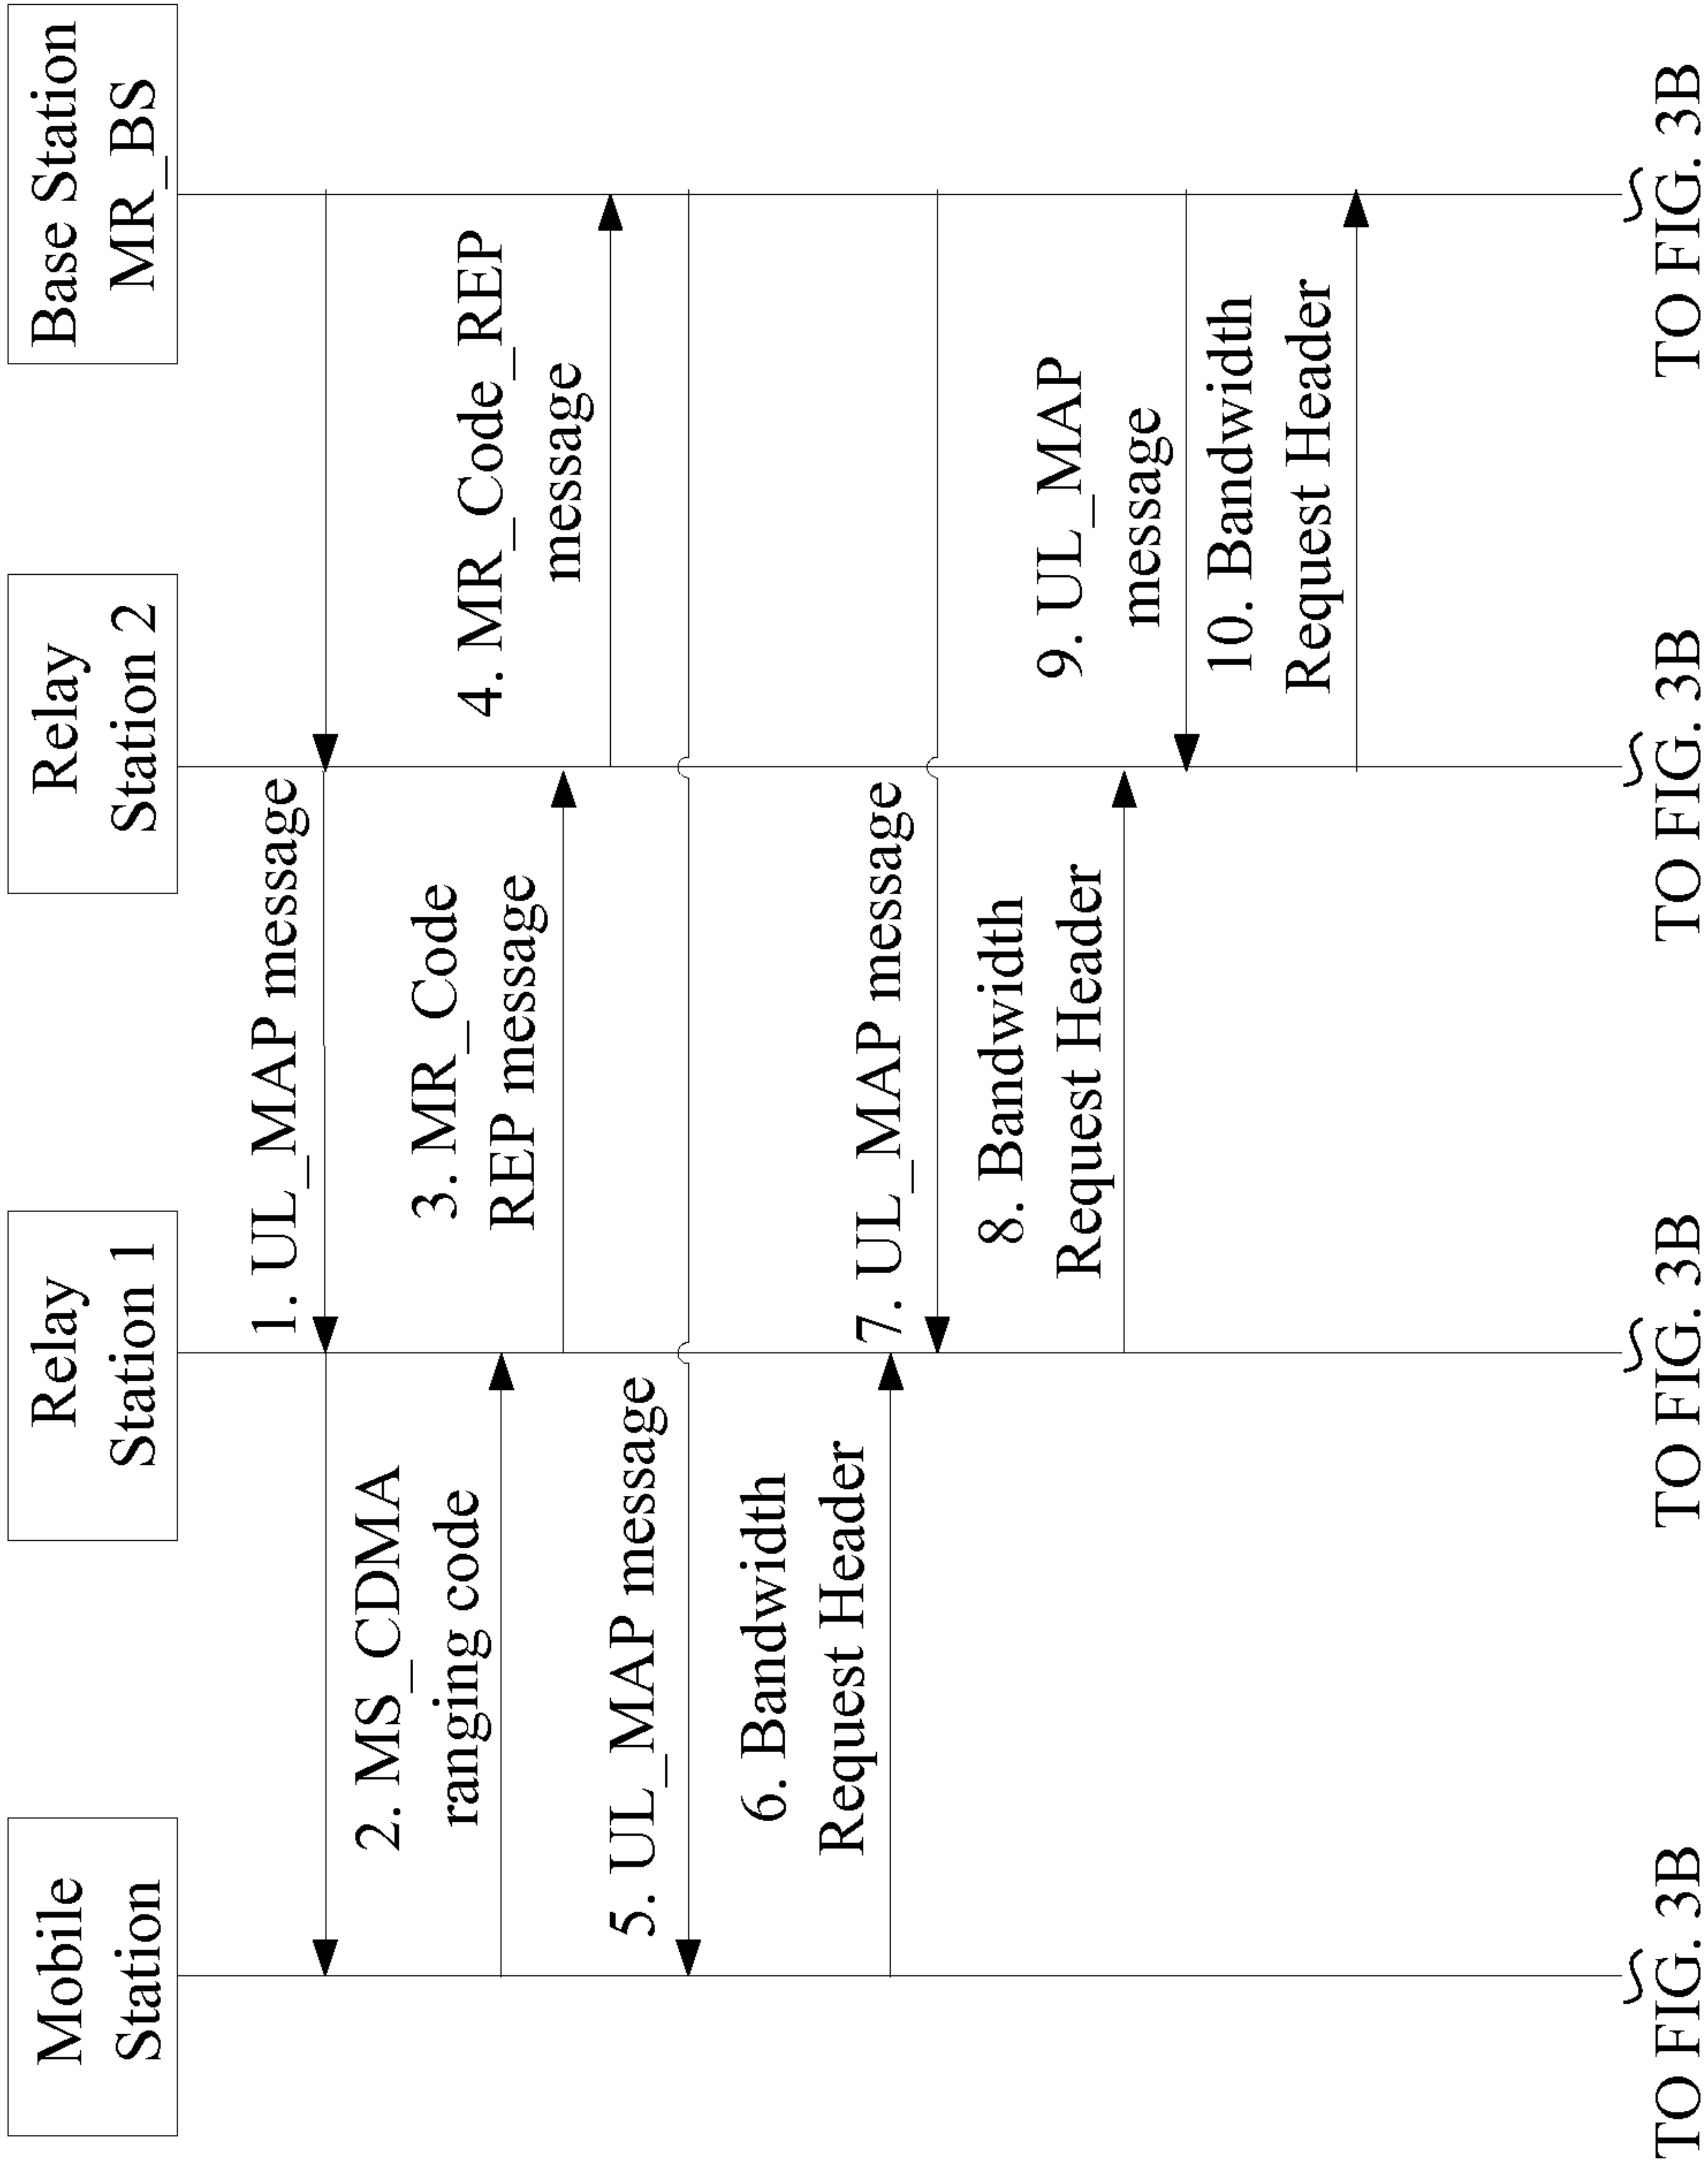 Mobile
Station
Relay
Station 1
Relay
Station 2
Base Station
MR_BS
1. UL_MAP message
2. MS_CDMA
ranging code
3. MR_Code
REP message
4. MR_Code_REP
message
5. UL_MAP message
6. Bandwidth
Request Header
7. UL_MAP message
8. Bandwidth
Request Header
9. UL_MAP
message
10. Bandwidth
Request Header
TO FIG. 3B
TO FIG. 3B
TO FIG. 3B
TO FIG. 3B